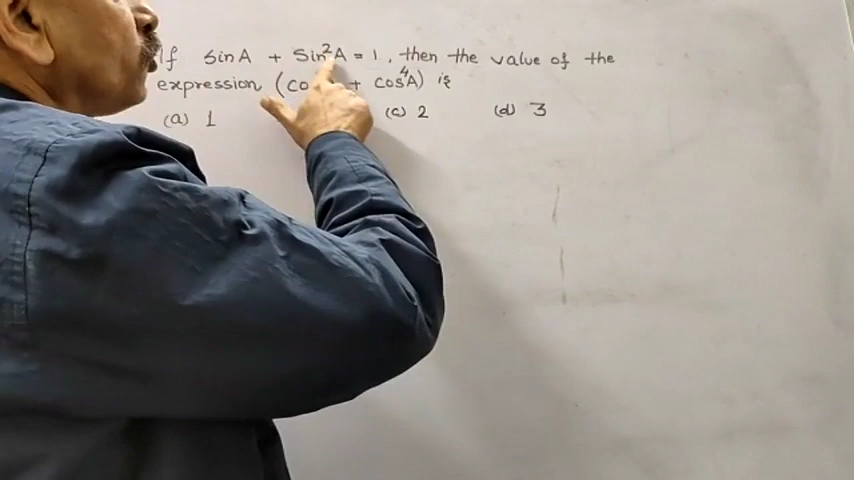 If sinA + Sin²A = 1, then the value of the
expression (co + cos⁴A) is
(a) 1 (c) 2 (d) 3